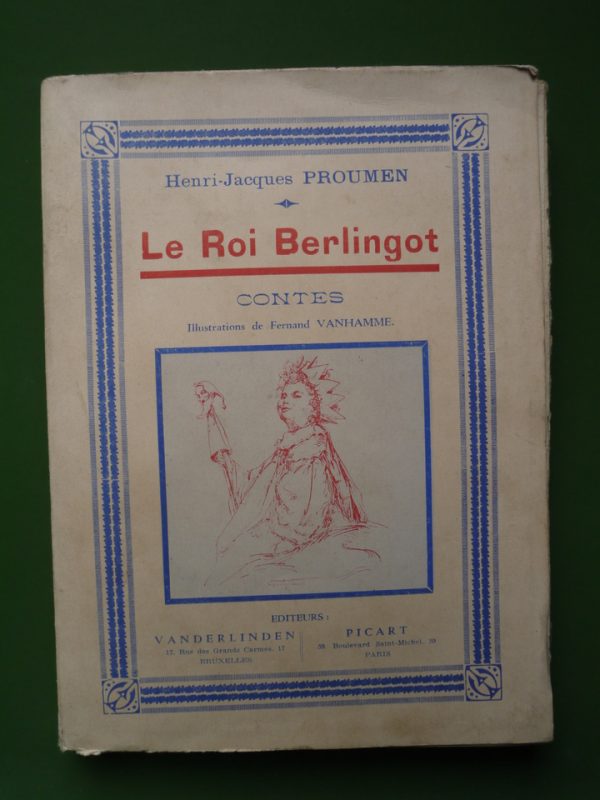 Henri-Jacques PROUMEN
Le Roi Berlingot
CONTES
Illustrations de Fernand VANHAMME.
EDITEURS :
VANDERLINDEN
17, Rue des Grands Carmes, 17
BRUXELLES
PICART
59, Boulevard Saint-Michel, 59
PARIS